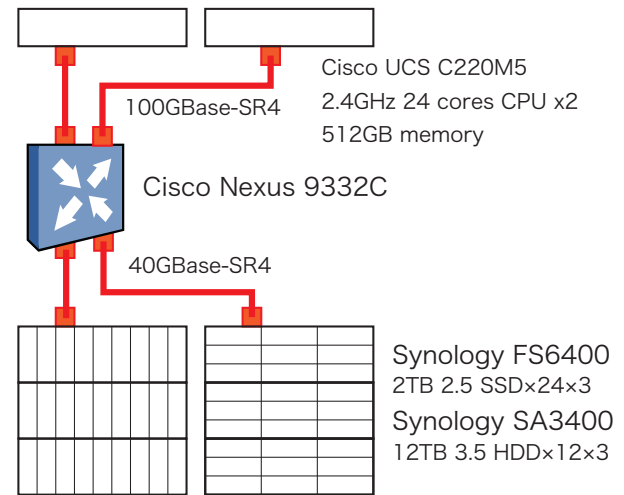 Cisco UCS C220M5
2.4GHz 24 cores CPU x2
512GB memory
100GBase-SR4
Cisco Nexus 9332C
40GBase-SR4
Synology FS6400
2TB 2.5 SSD×24×3
Synology SA3400
12TB 3.5 HDD×12×3